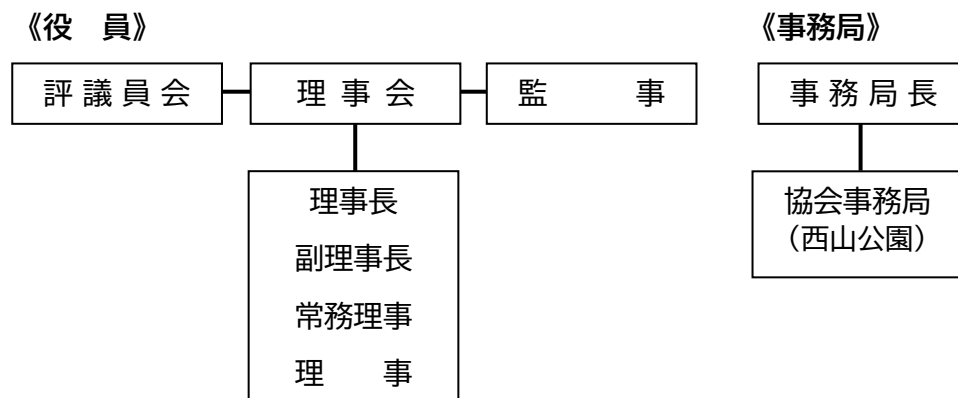 《役　員》
《事務局》
評 議 員 会
理 事 会
監　　　事
事 務 局 長
理事長
副理事長
常務理事
理　　事
協会事務局
（西山公園）